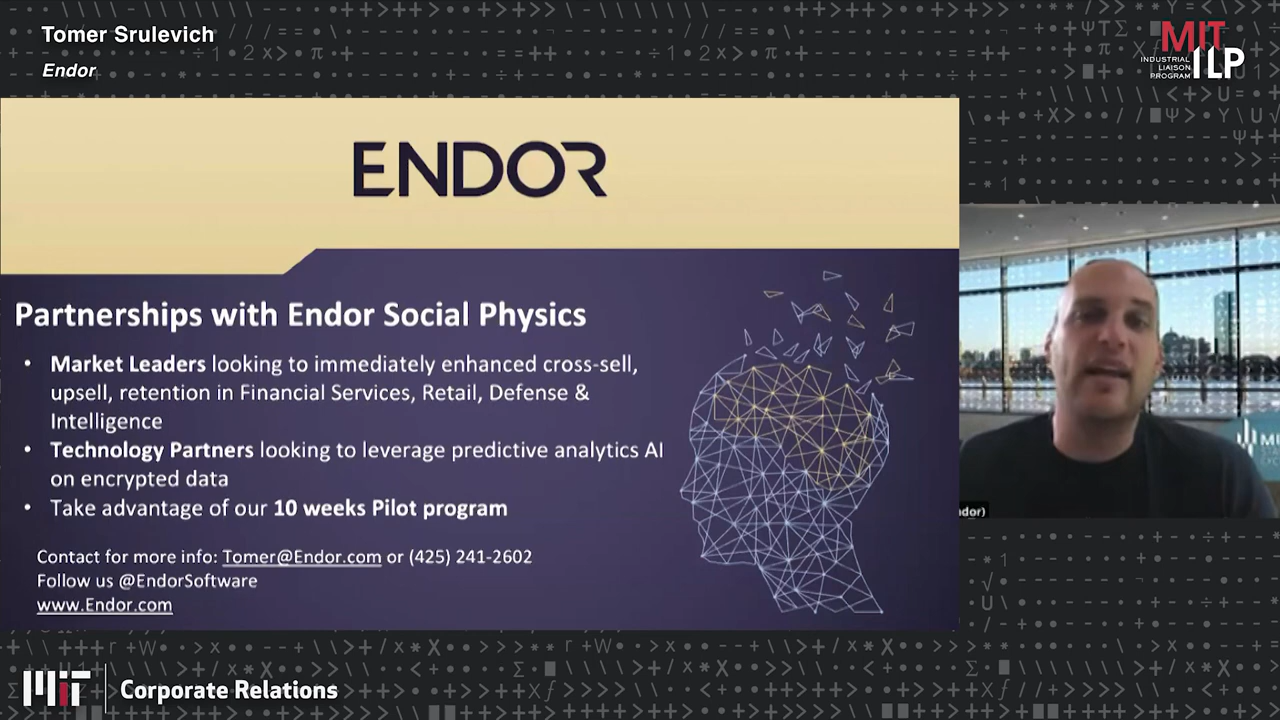 Tomer Srulevich
Endor
MIT
INDUSTRIAL
LIAISON
PROGRAM
ILP
ENDOR
Partnerships with Endor Social Physics
• Market Leaders looking to immediately enhanced cross-sell,
upsell, retention in Financial Services, Retail, Defense &
Intelligence
• Technology Partners looking to leverage predictive analytics AI
on encrypted data
• Take advantage of our 10 weeks Pilot program
Contact for more info: Tomer@Endor.com or (425) 241-2602
Follow us @EndorSoftware
www.Endor.com
dor)
MIT
Corporate Relations